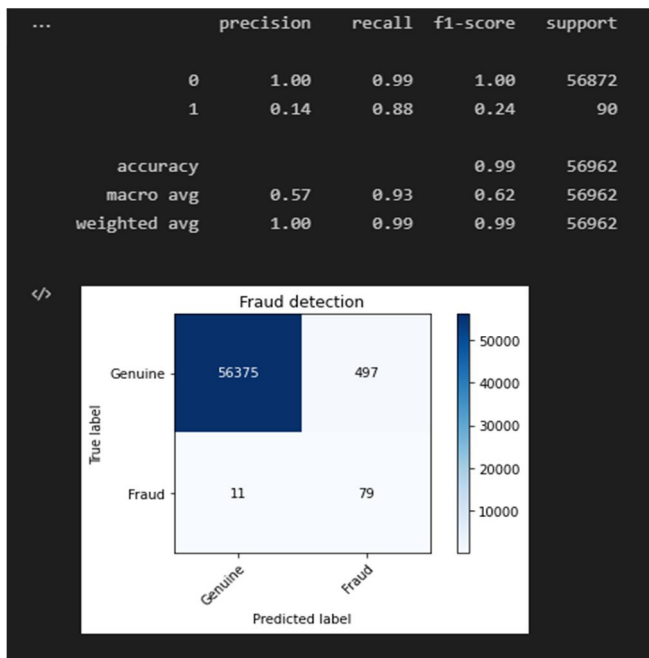 ...
precision recall f1-score support
0 1.00 0.99 1.00 56872
1 0.14 0.88 0.24 90
accuracy 0.99 56962
macro avg 0.57 0.93 0.62 56962
weighted avg 1.00 0.99 0.99 56962
</>
Fraud detection
50000
Genuine 56375 497
40000
30000
True label
20000
Fraud 11 79
10000
Genuine Fraud
Predicted label